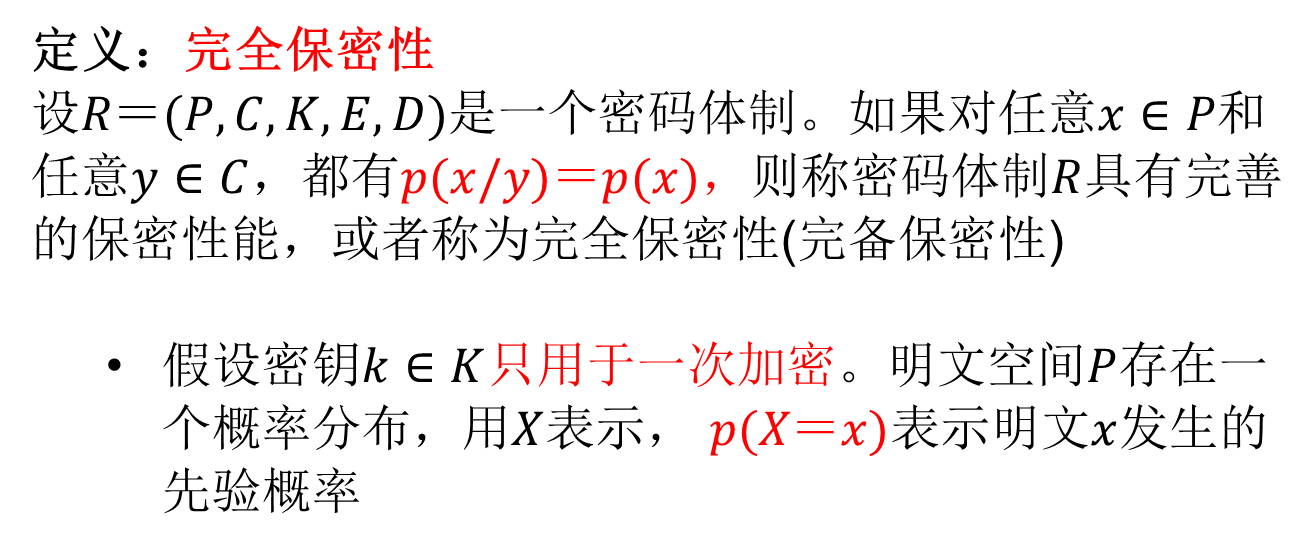 定义：完全保密性
设R＝(P,C,K,E,D)是一个密码体制。如果对任意x ∈ P和
任意y ∈ C，都有p(x/y)＝p(x)，则称密码体制R具有完善
的保密性能，或者称为完全保密性(完备保密性)
• 假设密钥k ∈ K只用于一次加密。明文空间P存在一
个概率分布，用X表示， p(X＝x)表示明文x发生的
先验概率